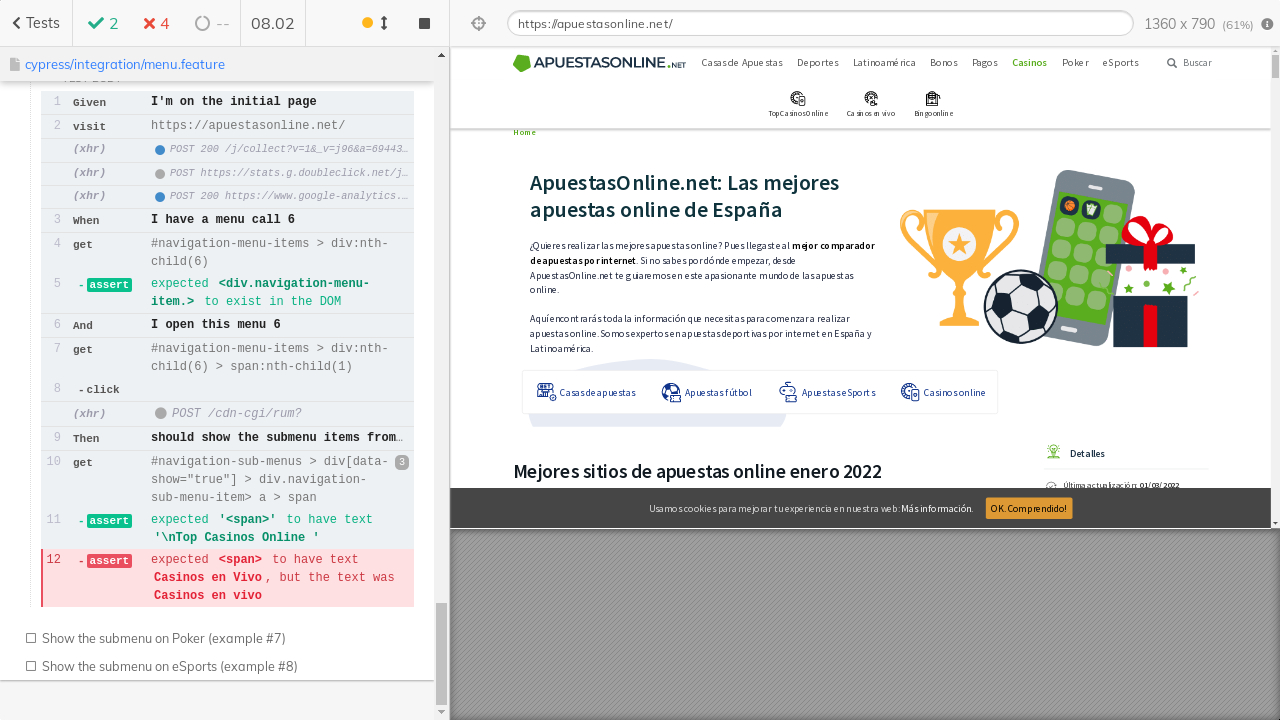 Tests
2
4
--
08.02
https://apuestasonline.net/
1360 x 790 (61%)
cypress/integration/menu.feature
1 Given I'm on the initial page
2 visit https://apuestasonline.net/
(xhr) POST 200 /j/collect?v=1&_v=j96&a=69443…
(xhr) POST https://stats.g.doubleclick.net/j…
(xhr) POST 200 https://www.google-analytics.…
3 When I have a menu call 6
4 get #navigation-menu-items > div:nth-
child(6)
5 -assert expected <div.navigation-menu-
item.> to exist in the DOM
6 And I open this menu 6
7 get #navigation-menu-items > div:nth-
child(6) > span:nth-child(1)
8 -click
(xhr) POST /cdn-cgi/rum?
9 Then should show the submenu items from…
10 get #navigation-sub-menus > div[data- 3
show="true"] > div.navigation-
sub-menu-item> a > span
11 -assert expected '<span>' to have text
'\nTop Casinos Online '
12 -assert expected <span> to have text
Casinos en Vivo, but the text was
Casinos en vivo
Show the submenu on Poker (example #7)
Show the submenu on eSports (example #8)
APUESTASONLINE.NET
Casas de Apuestas
Deportes
Latinoamérica
Bonos
Pagos
Casinos
Poker
eSports
Buscar
Top Casinos Online
Casinos en vivo
Bingo online
Home
ApuestasOnline.net: Las mejores
apuestas online de España
¿Quieres realizar las mejores apuestas online? Pues llegaste al mejor comparador
de apuestas por internet. Si no sabes por dónde empezar, desde
ApuestasOnline.net te guiaremos en este apasionante mundo de las apuestas
online.
Aquí encontrarás toda la información que necesitas para comenzar a realizar
apuestas online. Somos expertos en apuestas deportivas por internet en España y
Latinoamérica.
Casas de apuestas
Apuestas fútbol
Apuestas eSports
Casinos online
Mejores sitios de apuestas online enero 2022
Detalles
Última actualización: 01/03/2022
Usamos cookies para mejorar tu experiencia en nuestra web: Más información.
OK. Comprendido!